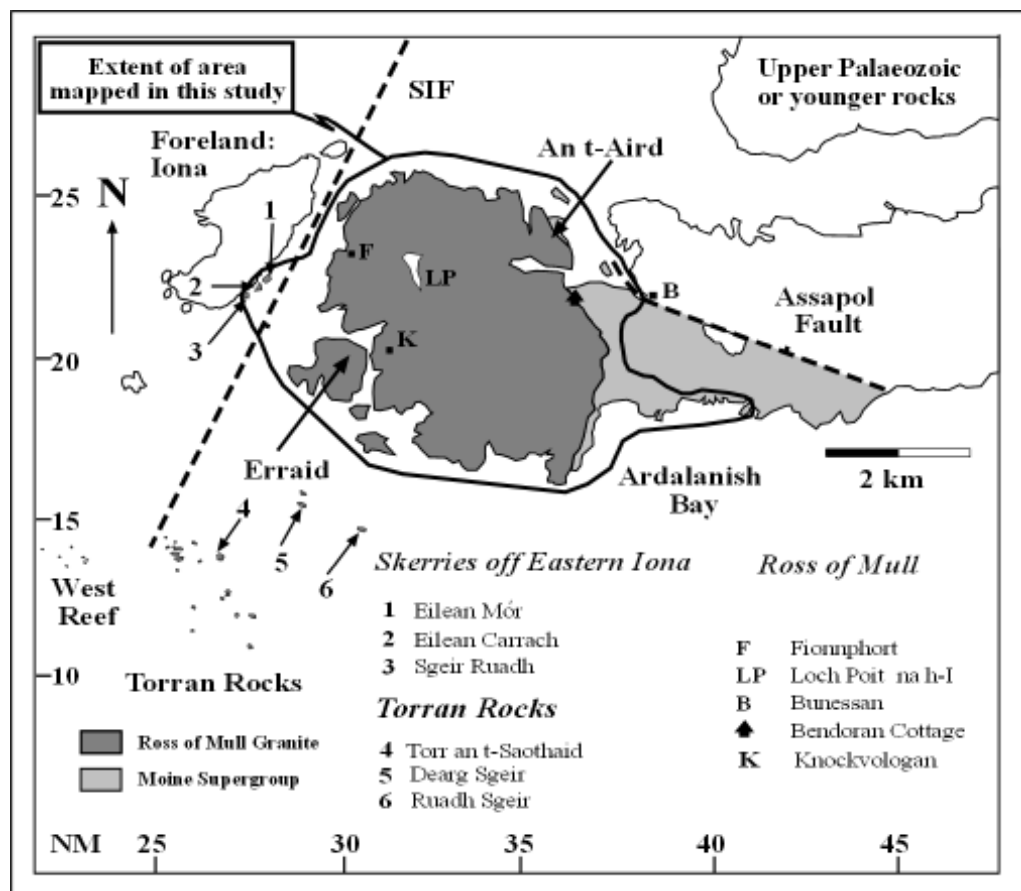 Extent of area
mapped in this study
SIF
Upper Palaeozoic
or younger rocks
Foreland:
Iona
An t-Aird
N
25
1
F
2
LP
B
Assapol
Fault
3
K
20
Erraid
Ardalanish
Bay
2 km
4
15
5
6
West
Reef
Skerries off Eastern Iona
1 Eilean Mór
2 Eilean Carrach
3 Sgeir Ruadh
Ross of Mull
F Fionnphort
LP Loch Poit na h-I
B Bunessan
Bendoran Cottage
K Knockvologan
10
Torran Rocks
Ross of Mull Granite
Moine Supergroup
Torran Rocks
4 Torr an t-Saothaid
5 Dearg Sgeir
6 Ruadh Sgeir
NM 25 30 35 40 45